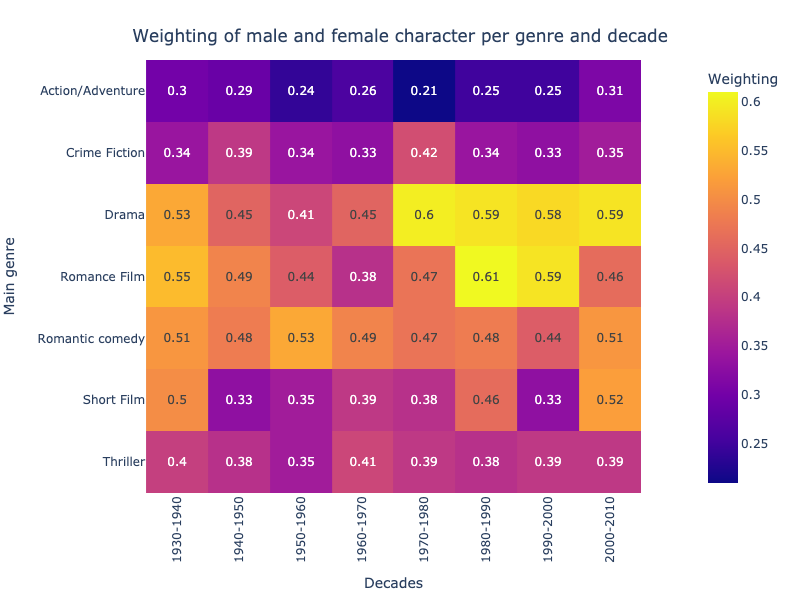 Weighting of male and female character per genre and decade
Weighting
Main genre
Action/Adventure 0.3 0.29 0.24 0.26 0.21 0.25 0.25 0.31
Crime Fiction 0.34 0.39 0.34 0.33 0.42 0.34 0.33 0.35
Drama 0.53 0.45 0.41 0.45 0.6 0.59 0.58 0.59
Romance Film 0.55 0.49 0.44 0.38 0.47 0.61 0.59 0.46
Romantic comedy 0.51 0.48 0.53 0.49 0.47 0.48 0.44 0.51
Short Film 0.5 0.33 0.35 0.39 0.38 0.46 0.33 0.52
Thriller 0.4 0.38 0.35 0.41 0.39 0.38 0.39 0.39
1930-1940 1940-1950 1950-1960 1960-1970 1970-1980 1980-1990 1990-2000 2000-2010
Decades
0.6
0.55
0.5
0.45
0.4
0.35
0.3
0.25